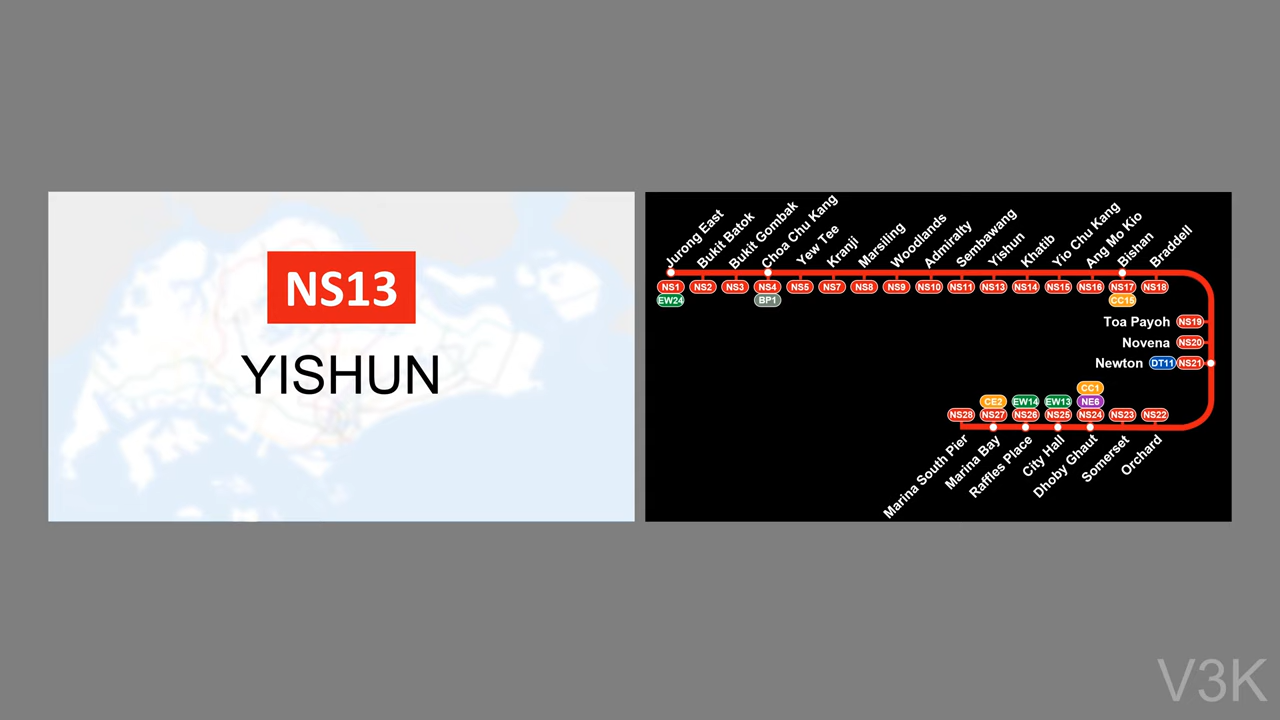 NS13
YISHUN
Jurong East
Bukit Batok
Bukit Gombak
Choa Chu Kang
Yew Tee
Kranji
Marsiling
Woodlands
Admiralty
Sembawang
Yishun
Khatib
Yio Chu Kang
Ang Mo Kio
Bishan
Braddell
NS1 NS2 NS3 NS4 NS5 NS7 NS8 NS9 NS10 NS11 NS13 NS14 NS15 NS16 NS17 NS18
EW24 BP1 CC15
Toa Payoh NS19
Novena NS20
Newton DT11 NS21
CC1
CE2 EW14 EW13 NE6
NS28 NS27 NS26 NS25 NS24 NS23 NS22
Marina South Pier
Marina Bay
Raffles Place
City Hall
Dhoby Ghaut
Somerset
Orchard
V3K